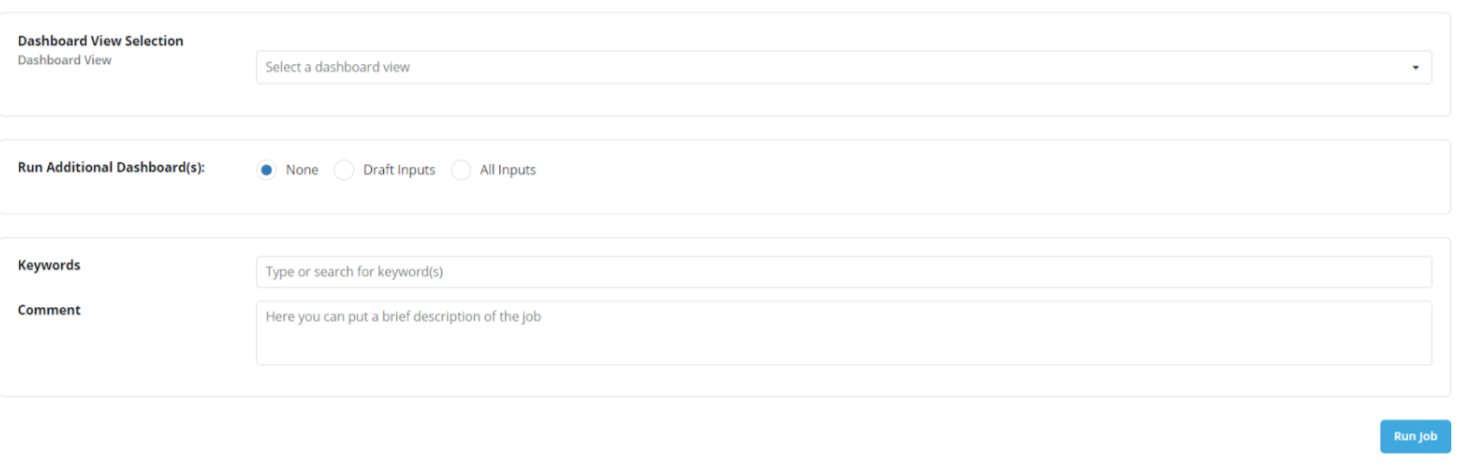 Dashboard View Selection
Dashboard View
Select a dashboard view
Run Additional Dashboard(s): None Draft Inputs All Inputs
Keywords Type or search for keyword(s)
Comment Here you can put a brief description of the job
Run Job